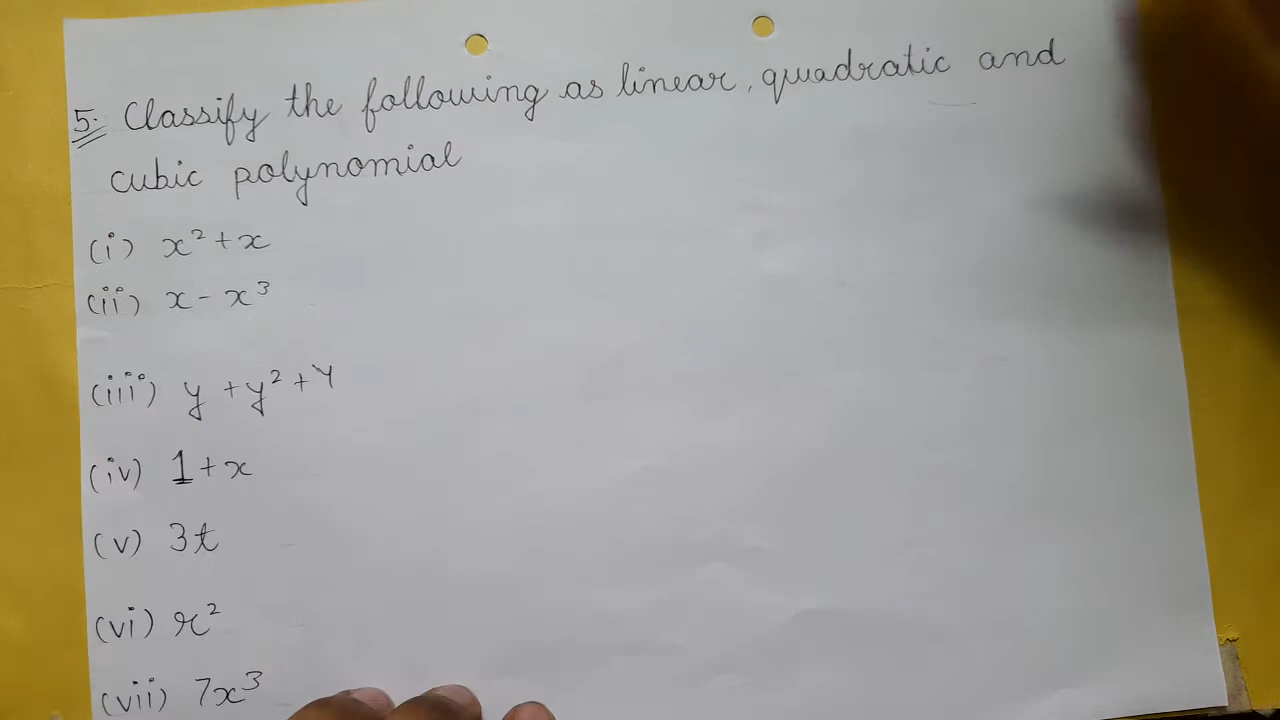 5. Classify the following as linear, quadratic and
cubic polynomial
(i) x² + x
(ii) x - x³
(iii) y + y² + 4
(iv) 1 + x
(v) 3t
(vi) r²
(vii) 7x³